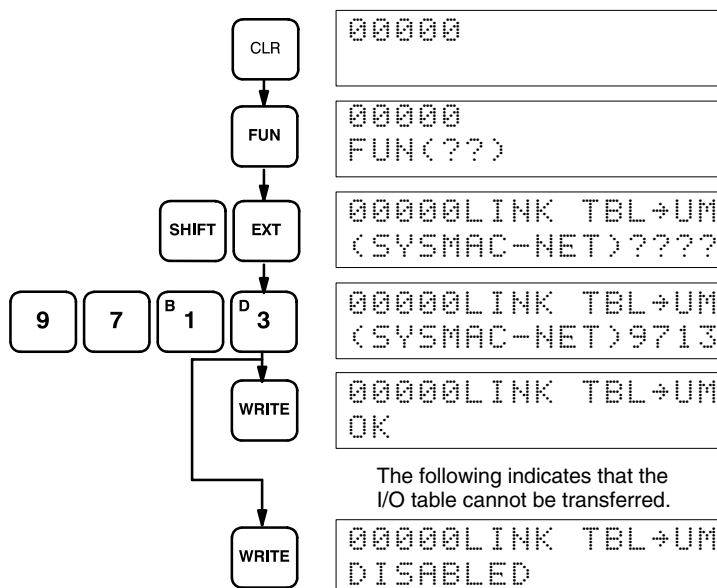 CLR
00000
FUN
00000
FUN(??)
SHIFT EXT
00000LINK TBL→UM
(SYSMAC-NET)????
9 7 B 1 D 3
00000LINK TBL→UM
(SYSMAC-NET)9713
WRITE
00000LINK TBL→UM
OK
The following indicates that the
I/O table cannot be transferred.
WRITE
00000LINK TBL→UM
DISABLED